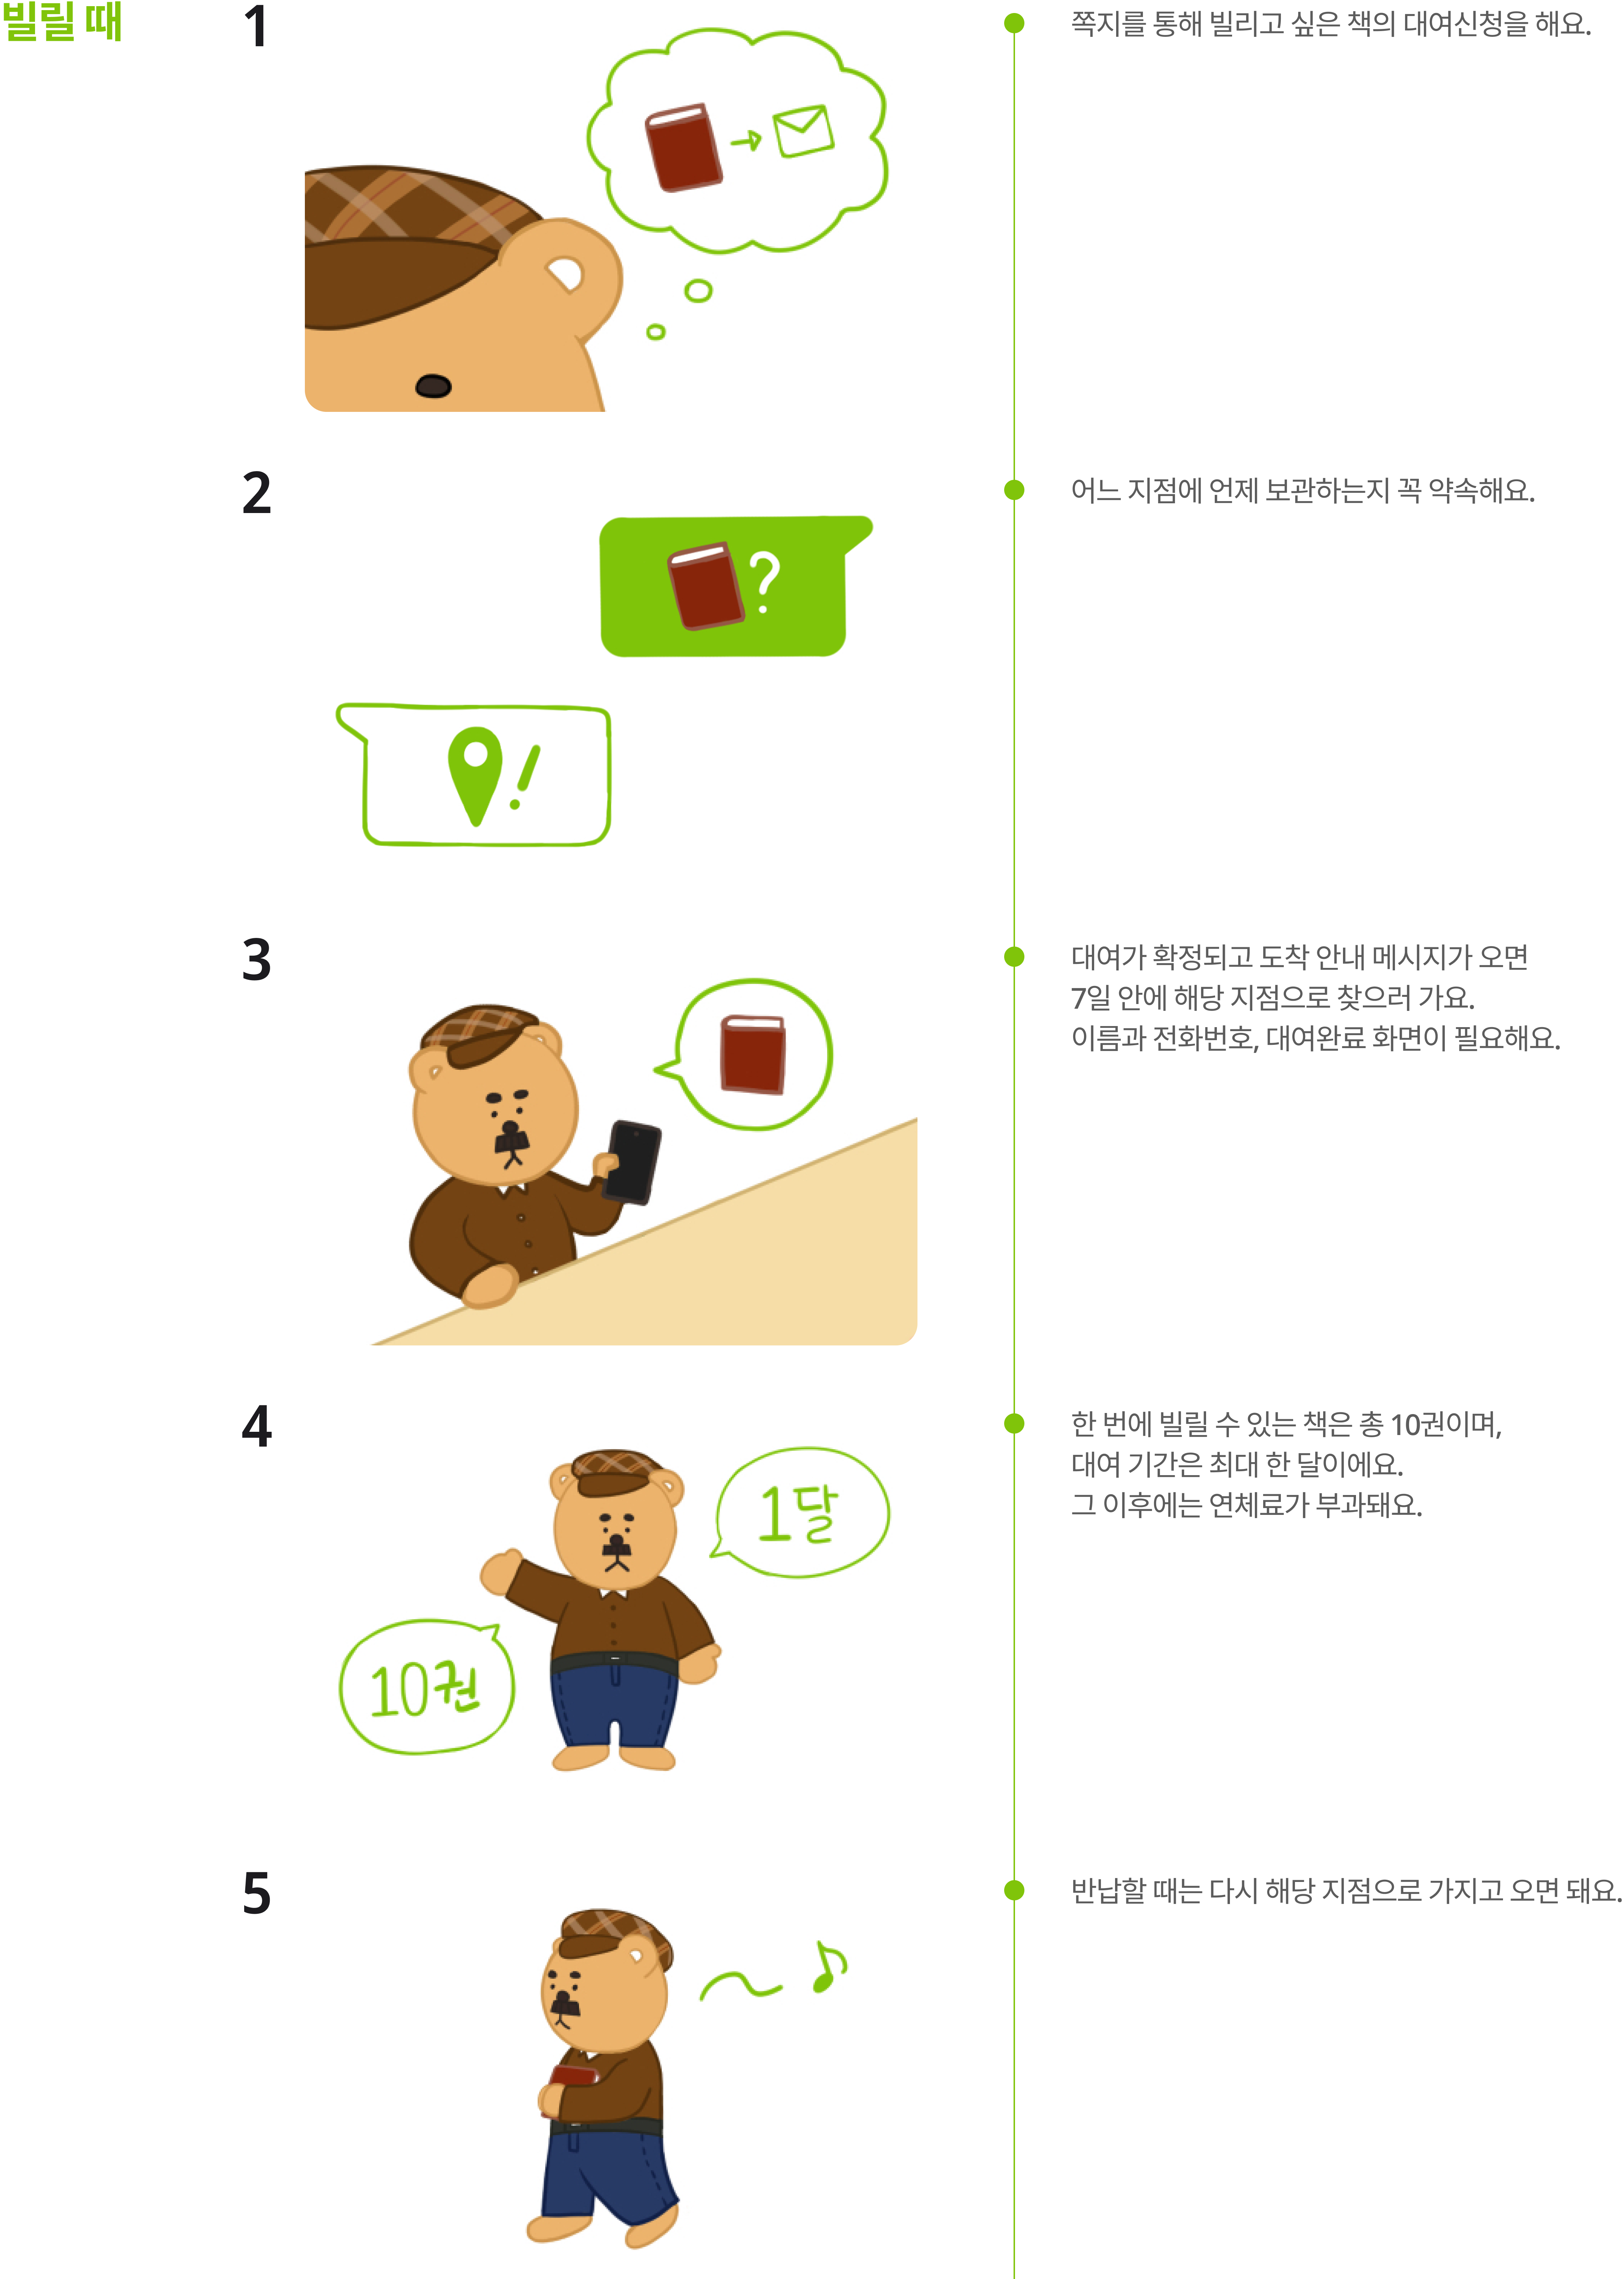 빌릴 때
1
쪽지를 통해 빌리고 싶은 책의 대여신청을 해요.
2
어느 지점에 언제 보관하는지 꼭 약속해요.
?
!
3
대여가 확정되고 도착 안내 메시지가 오면
7일 안에 해당 지점으로 찾으러 가요.
이름과 전화번호, 대여완료 화면이 필요해요.
4
한 번에 빌릴 수 있는 책은 총 10권이며,
대여 기간은 최대 한 달이에요.
그 이후에는 연체료가 부과돼요.
1달
10권
5
반납할 때는 다시 해당 지점으로 가지고 오면 돼요.